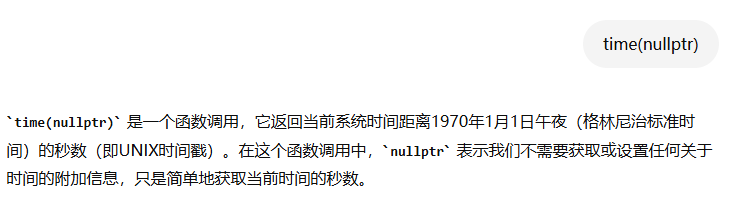 time(nullptr)
`time(nullptr)` 是一个函数调用，它返回当前系统时间距离1970年1月1日午夜（格林尼治标准时
间）的秒数（即UNIX时间戳）。在这个函数调用中，`nullptr` 表示我们不需要获取或设置任何关于
时间的附加信息，只是简单地获取当前时间的秒数。